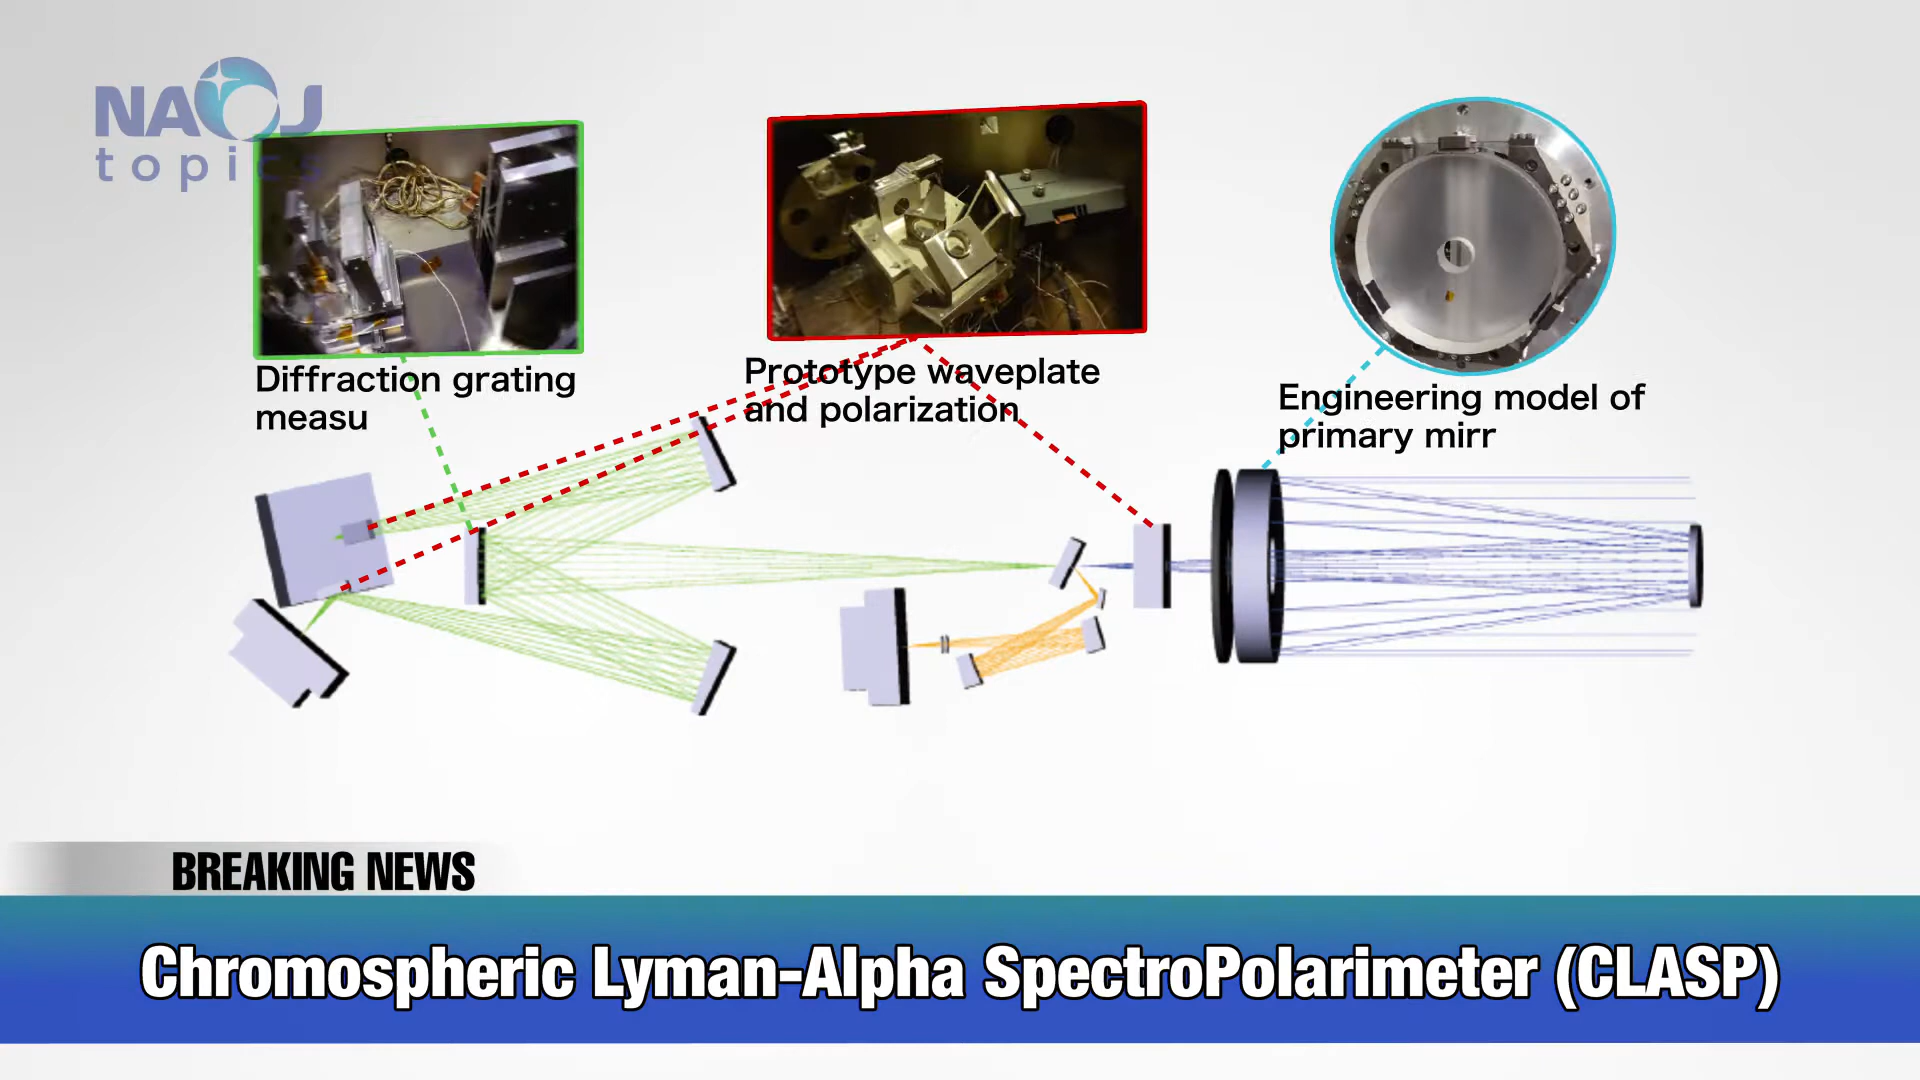 NAOJ
topics
Diffraction grating
measu
Prototype waveplate
and polarization
Engineering model of
primary mirr
BREAKING NEWS
Chromospheric Lyman-Alpha SpectroPolarimeter (CLASP)